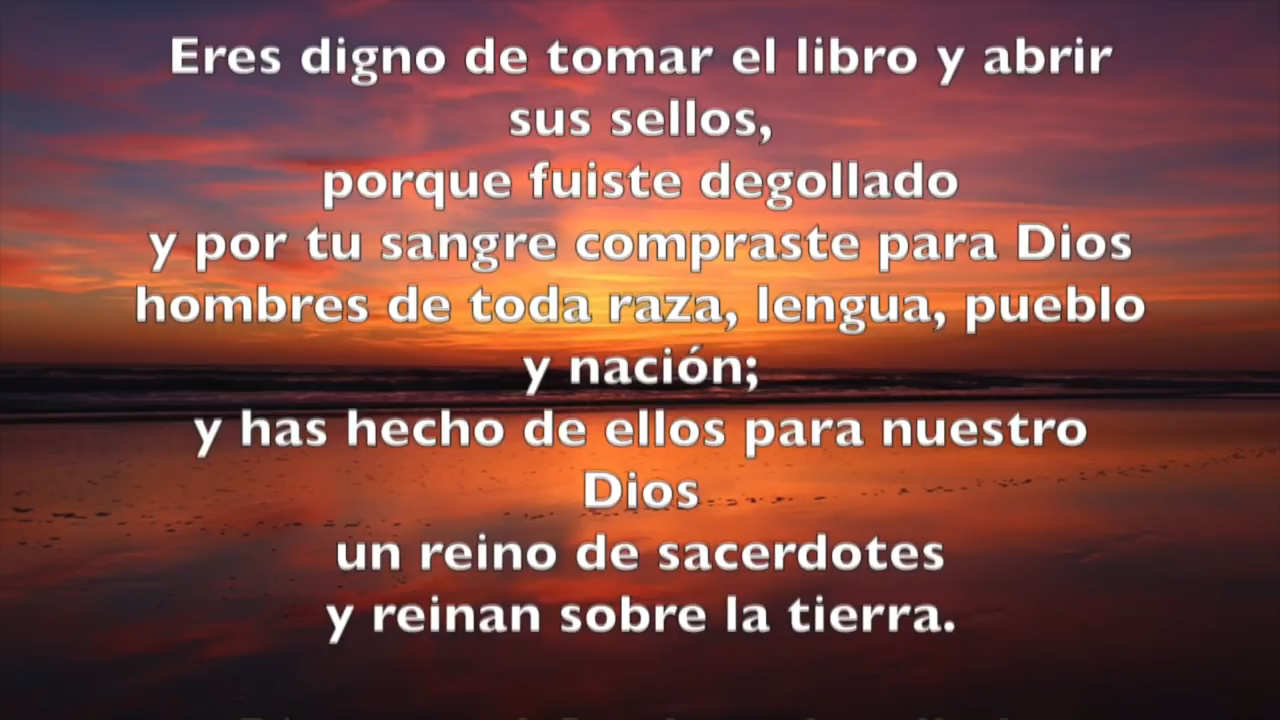 Eres digno de tomar el libro y abrir
sus sellos,
porque fuiste degollado
y por tu sangre compraste para Dios
hombres de toda raza, lengua, pueblo
y nación;
y has hecho de ellos para nuestro
Dios
un reino de sacerdotes
y reinan sobre la tierra.